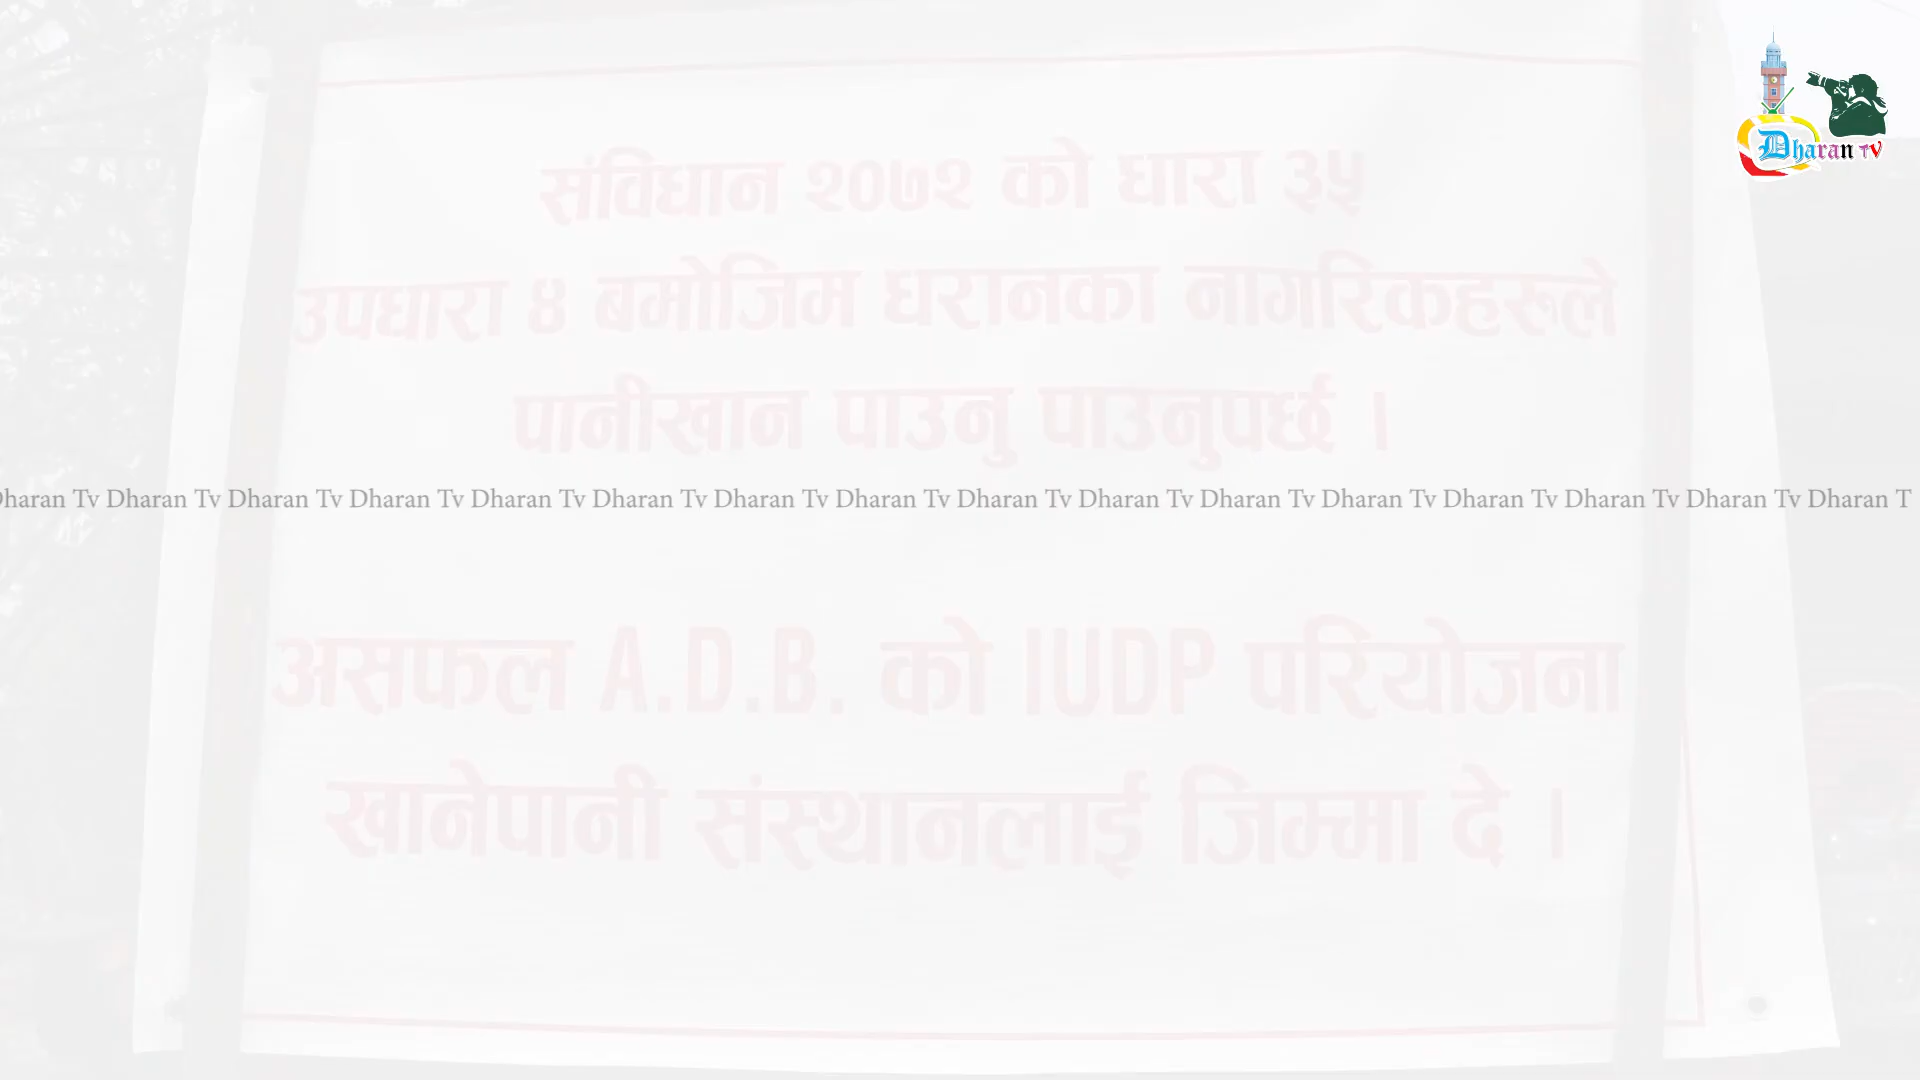 Dharan TV
संविधान २०७२ को धारा ३५
उपधारा ४ बमोजिम धरानका नागरिकहरुले
पानीखान पाउनु पाउनुपर्छ ।
Dharan Tv Dharan Tv Dharan Tv Dharan Tv Dharan Tv Dharan Tv Dharan Tv Dharan Tv Dharan Tv Dharan Tv Dharan Tv Dharan Tv Dharan Tv Dharan Tv Dharan Tv Dharan T
असफल A.D.B. को IUDP परियोजना
खानेपानी संस्थानलाई जिम्मा दे ।